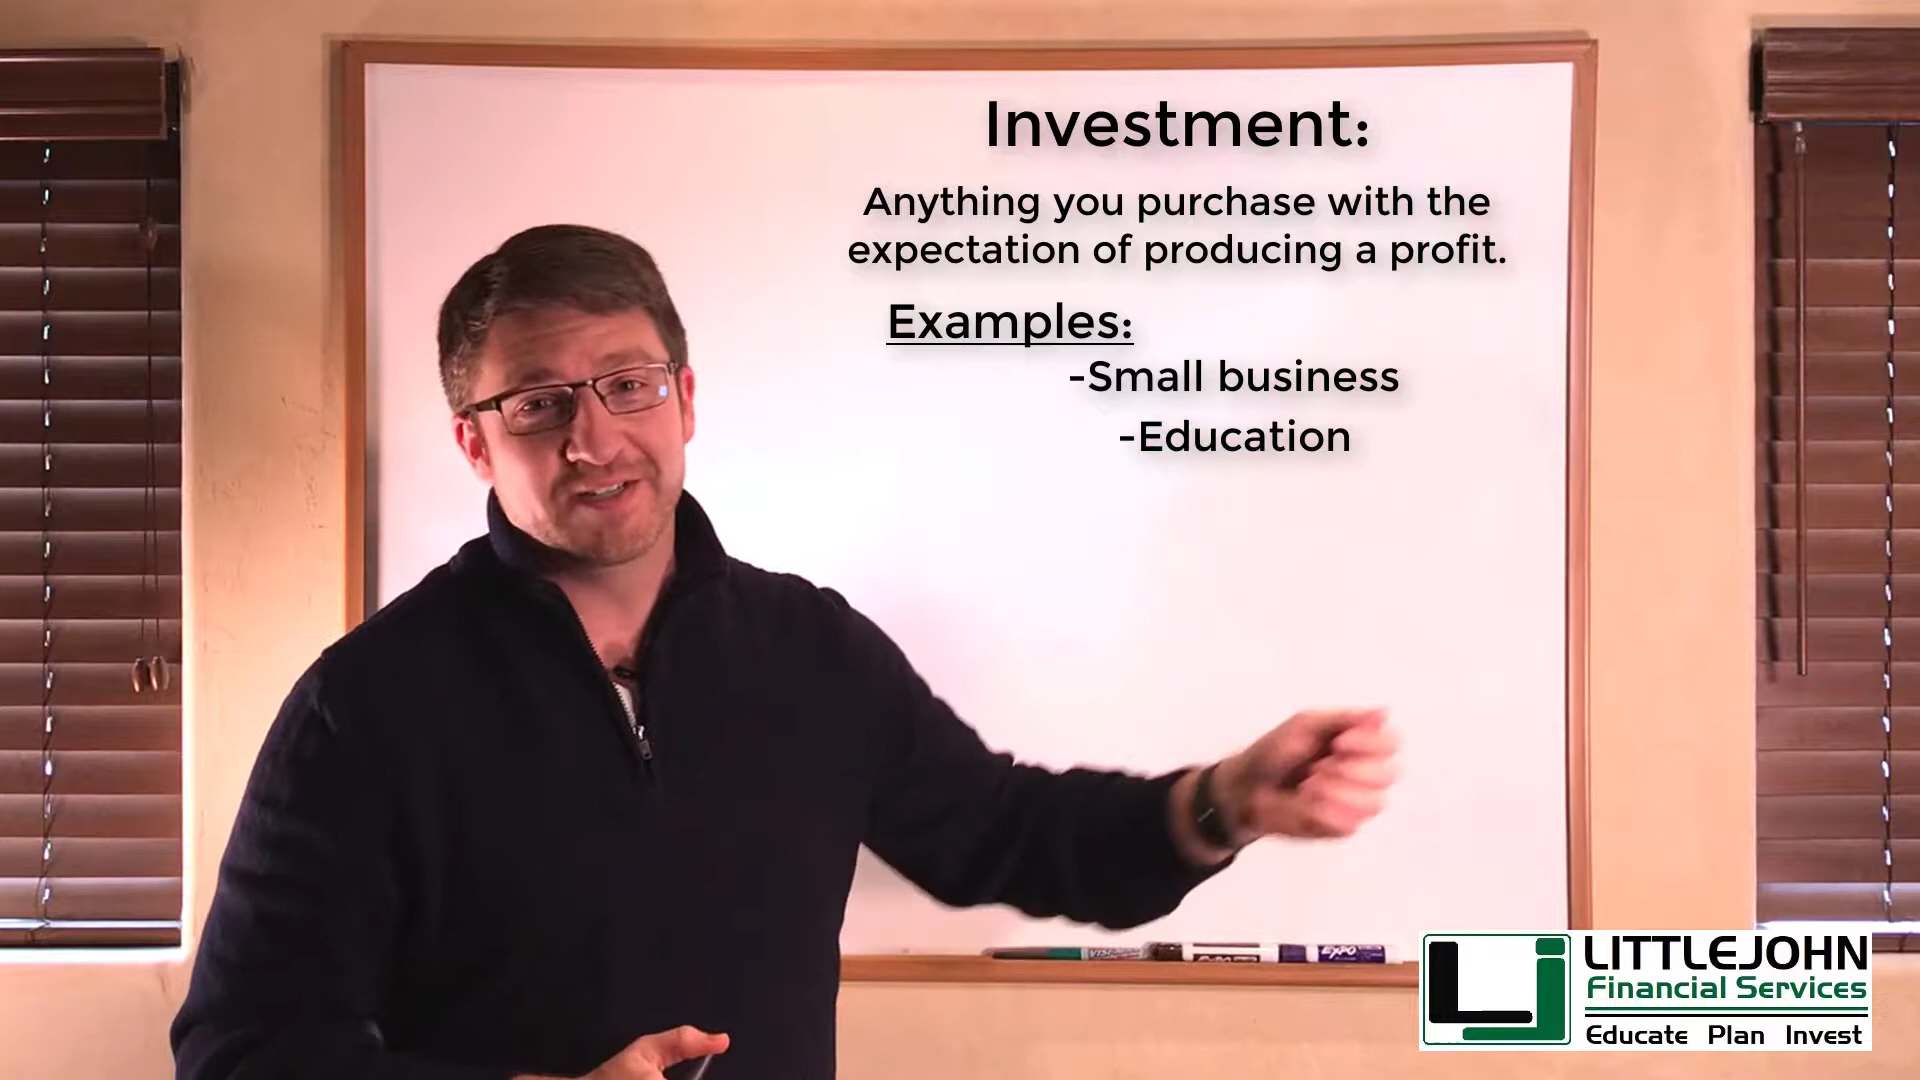 Investment:
Anything you purchase with the
expectation of producing a profit.
Examples:
-Small business
-Education
EXPO
LITTLEJOHN
Financial Services
Educate Plan Invest